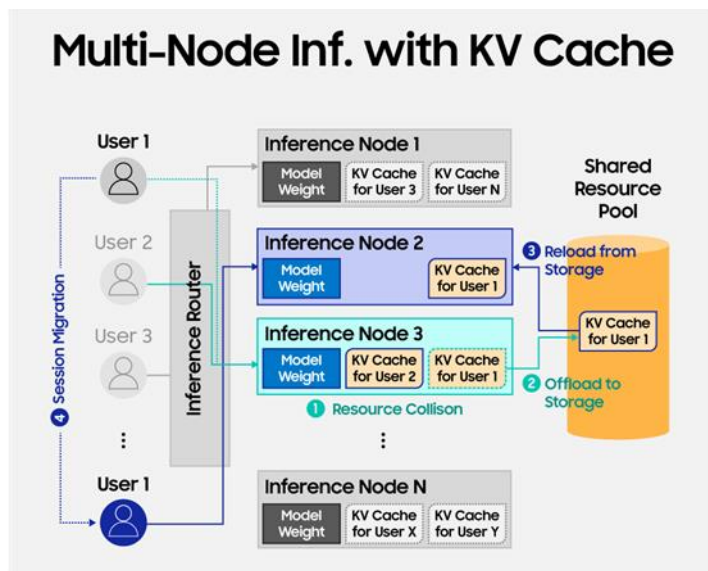 Multi-Node Inf. with KV Cache
User 1
User 2
User 3
⋮
User 1
4 Session Migration
Inference Router
Inference Node 1
Model
Weight
KV Cache
for User 3
KV Cache
for User N
Inference Node 2
Model
Weight
KV Cache
for User 1
Inference Node 3
Model
Weight
KV Cache
for User 2
KV Cache
for User 1
1 Resource Collison
⋮
Inference Node N
Model
Weight
KV Cache
for User X
KV Cache
for User Y
Shared
Resource
Pool
3 Reload from
Storage
KV Cache
for User 1
2 Offload to
Storage